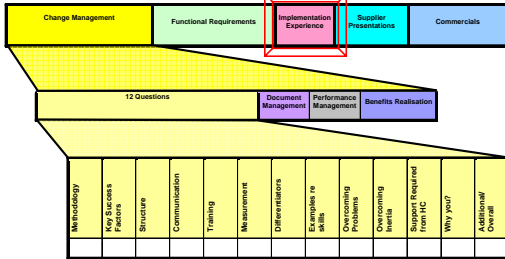 Change Management
Functional Requirements
Implementation
Experience
Supplier
Presentations
Commercials
12 Questions
Document
Management
Performance
Management
Benefits Realisation
Methodology
Key Success
Factors
Structure
Communication
Training
Measurement
Differentiators
Examples re
skills
Overcoming
Problems
Overcoming
Inertia
Support Required
from HC
Why you?
Additional/
Overall